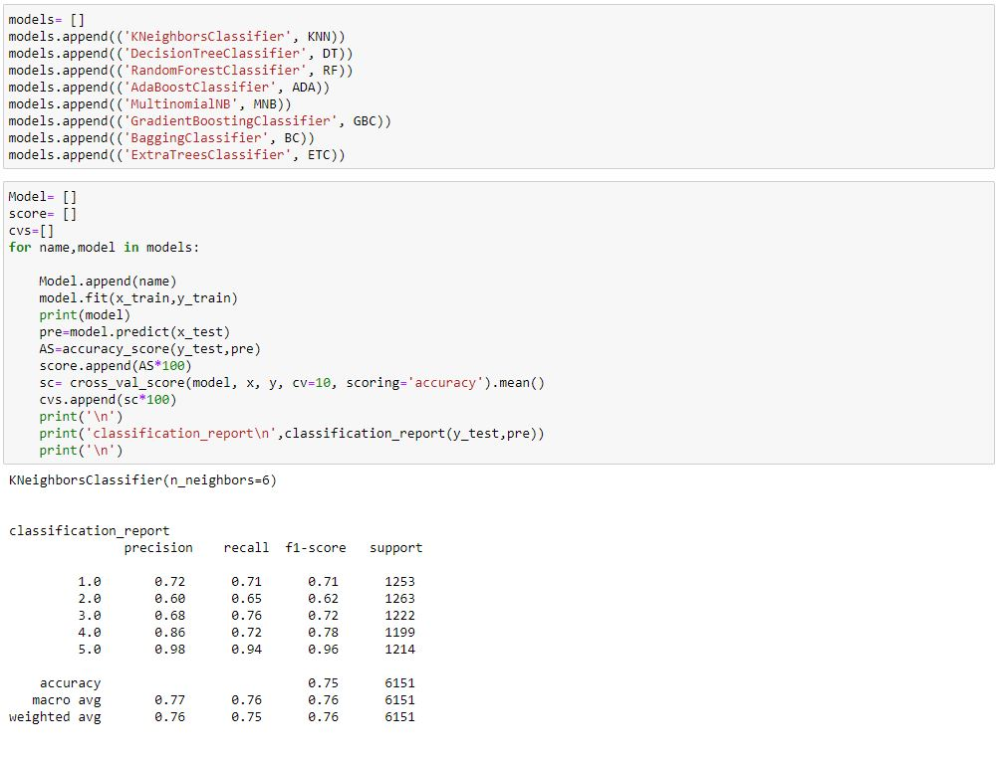 models= []
models.append(('KNeighborsClassifier', KNN))
models.append(('DecisionTreeClassifier', DT))
models.append(('RandomForestClassifier', RF))
models.append(('AdaBoostClassifier', ADA))
models.append(('MultinomialNB', MNB))
models.append(('GradientBoostingClassifier', GBC))
models.append(('BaggingClassifier', BC))
models.append(('ExtraTreesClassifier', ETC))
Model= []
score= []
cvs=[]
for name,model in models:
    Model.append(name)
    model.fit(x_train,y_train)
    print(model)
    pre=model.predict(x_test)
    AS=accuracy_score(y_test,pre)
    score.append(AS*100)
    sc= cross_val_score(model, x, y, cv=10, scoring='accuracy').mean()
    cvs.append(sc*100)
    print('\n')
    print('classification_report\n',classification_report(y_test,pre))
    print('\n')
KNeighborsClassifier(n_neighbors=6)
classification_report
               precision    recall  f1-score   support
         1.0       0.72      0.71      0.71      1253
         2.0       0.60      0.65      0.62      1263
         3.0       0.68      0.76      0.72      1222
         4.0       0.86      0.72      0.78      1199
         5.0       0.98      0.94      0.96      1214
    accuracy                           0.75      6151
   macro avg       0.77      0.76      0.76      6151
weighted avg       0.76      0.75      0.76      6151